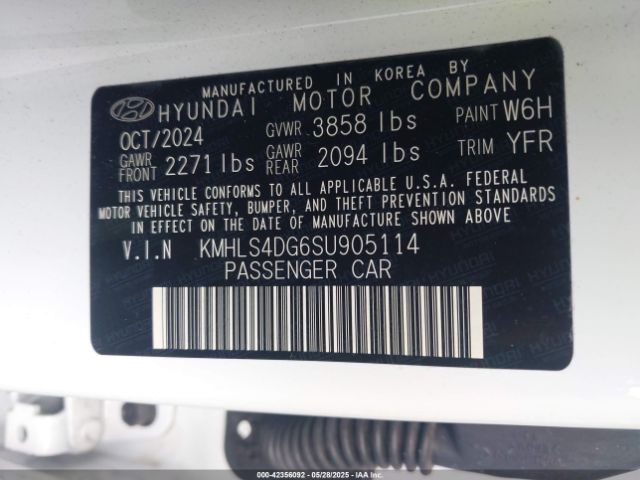 MANUFACTURED IN KOREA BY
HYUNDAI MOTOR COMPANY
OCT/2024 GVWR 3858 lbs PAINT W6H
GAWR FRONT 2271 lbs GAWR REAR 2094 lbs TRIM YFR
THIS VEHICLE CONFORMS TO ALL APPLICABLE U.S.A. FEDERAL
MOTOR VEHICLE SAFETY, BUMPER, AND THEFT PREVENTION STANDARDS
IN EFFECT ON THE DATE OF MANUFACTURE SHOWN ABOVE
V.I.N KMHLS4DG6SU905114
PASSENGER CAR
000-42356092 - 05/28/2025 - IAAI.COM